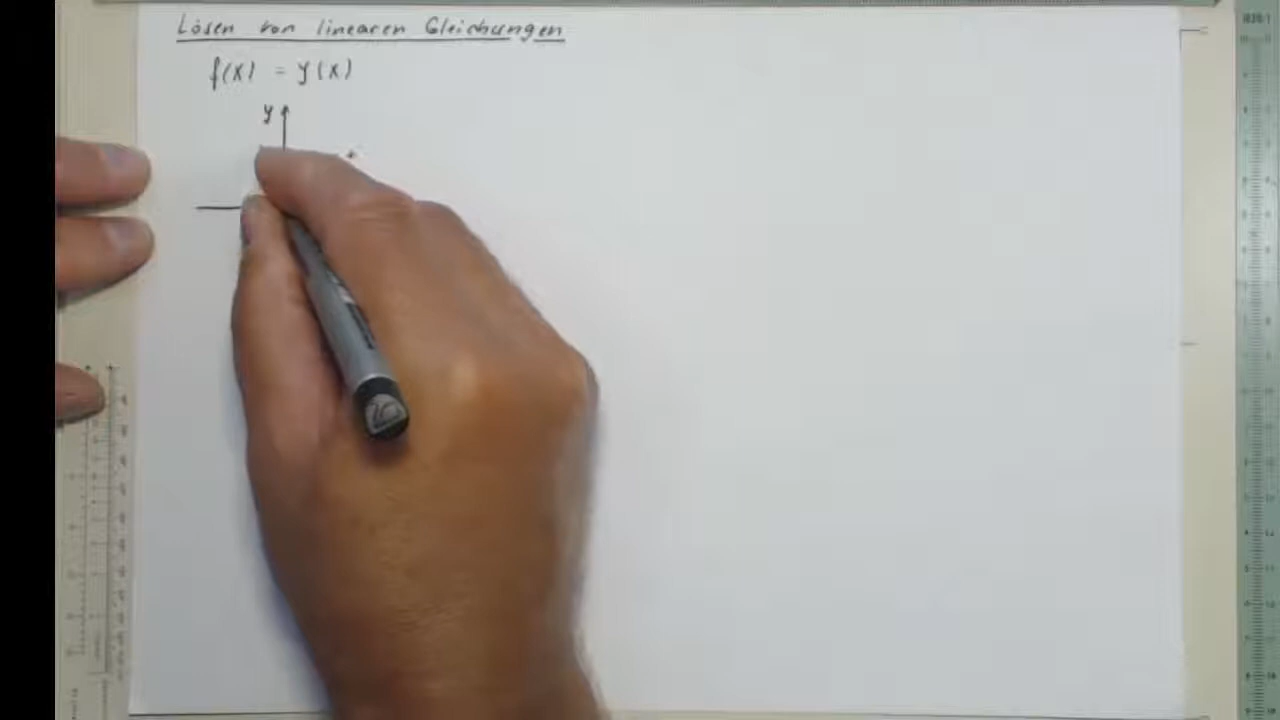 Lösen von linearen Gleichungen
f(x) = y(x)
y